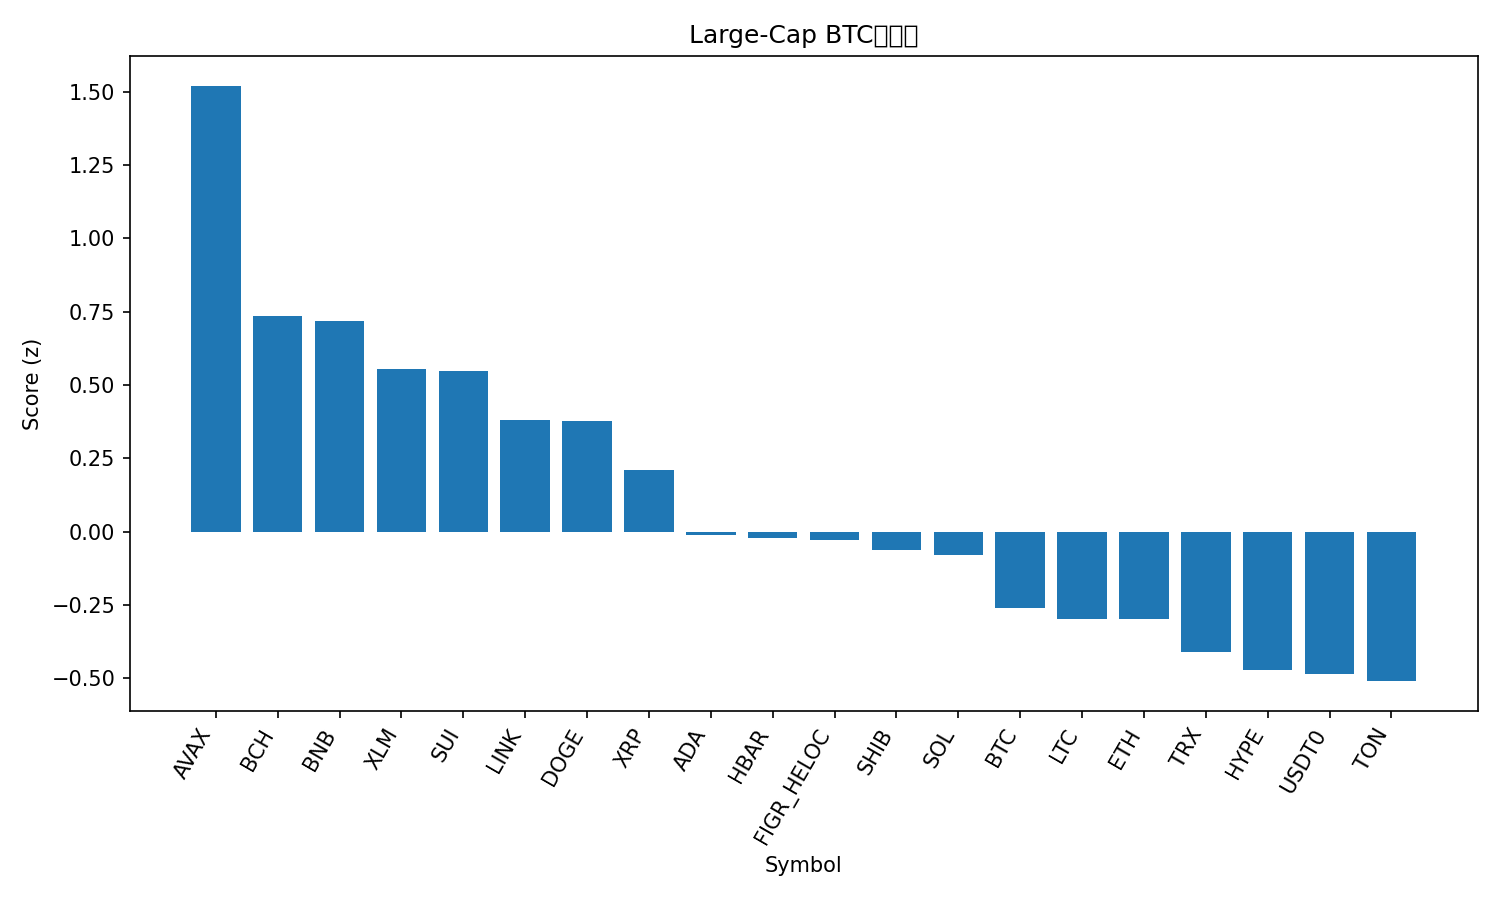 Large-Cap BTC
1.50
1.25
1.00
0.75
0.50
0.25
0.00
−0.25
−0.50
Score (z)
AVAX
BCH
BNB
XLM
SUI
LINK
DOGE
XRP
ADA
HBAR
FIGR_HELOC
SHIB
SOL
BTC
LTC
ETH
TRX
HYPE
USDT0
TON
Symbol